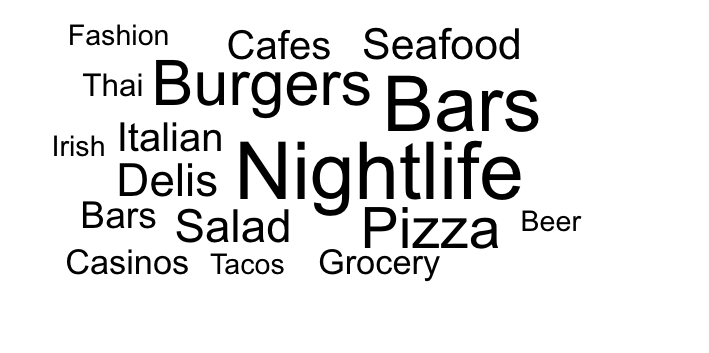 Fashion Cafes Seafood
Thai Burgers Bars
Irish Italian Nightlife
Delis
Bars Salad Pizza Beer
Casinos Tacos Grocery